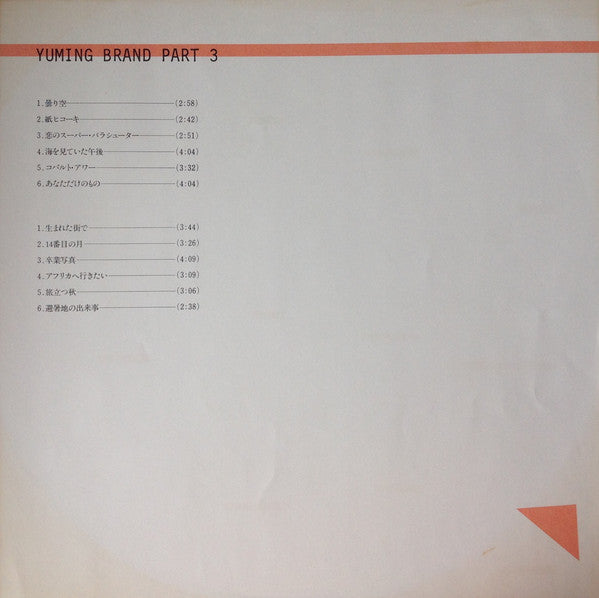 YUMING BRAND PART 3
1.曇り空 (2:58)
2.紙ヒコーキ (2:42)
3.恋のスーパー・パラシューター (2:51)
4.海を見ていた午後 (4:04)
5.コバルト・アワー (3:32)
6.あなただけのもの (4:04)
1.生まれた街で (3:44)
2.14番目の月 (3:26)
3.卒業写真 (4:09)
4.アフリカへ行きたい (3:09)
5.旅立つ秋 (3:06)
6.避暑地の出来事 (2:38)